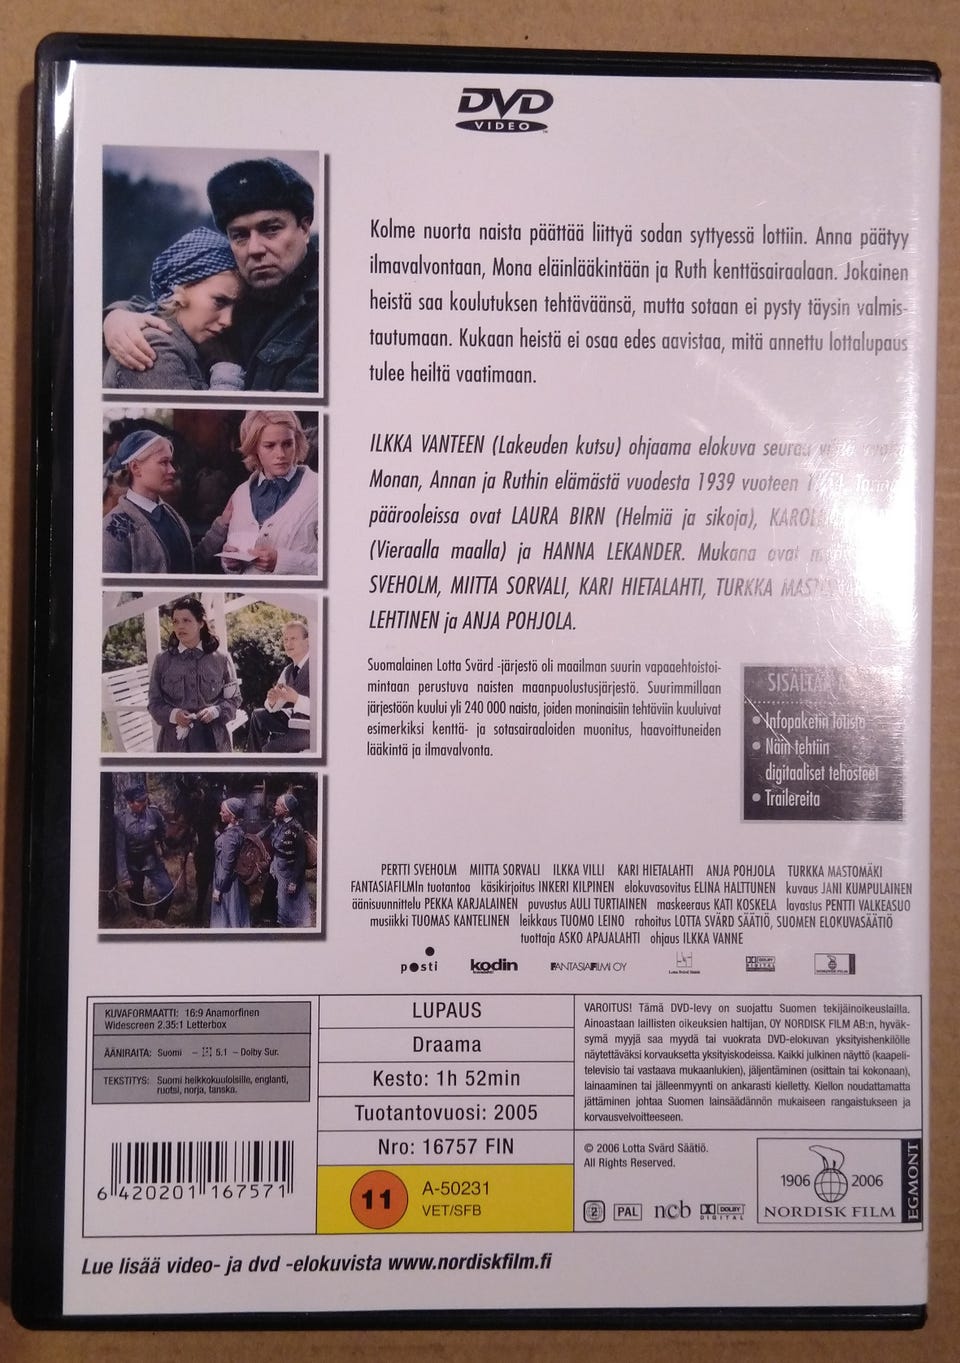 DVD
VIDEO
Kolme nuorta naista päättää liittyä sodan syttyessä lottiin. Anna päätyy
ilmavalvontaan, Mona eläinlääkintään ja Ruth kenttäsairaalaan. Jokainen
heistä saa koulutuksen tehtäväänsä, mutta sotaan ei pysty täysin valmis-
tautumaan. Kukaan heistä ei osaa edes aavistaa, mitä annettu lottalupaus
tulee heiltä vaatimaan.
ILKKA VANTEEN (Lakeuden kutsu) ohjaama elokuva seuraa
Monan, Annan ja Ruthin elämästä vuodesta 1939 vuoteen
päärooleissa ovat LAURA BIRN (Helmiä ja sikoja),
(Vieraalla maalla) ja HANNA LEKANDER. Mukana ovat
SVEHOLM, MIITTA SORVALI, KARI HIETALAHTI, TURKKA
LEHTINEN ja ANJA POHJOLA.
Suomalainen Lotta Svärd -järjestö oli maailman suurin vapaaehtoistoi-
mintaan perustuva naisten maanpuolustusjärjestö. Suurimmillaan
järjestöön kuului yli 240 000 naista, joiden moninaisiin tehtäviin kuuluivat
esimerkiksi kenttä- ja sotasairaaloiden muonitus, haavoittuneiden
lääkintä ja ilmavalvonta.
SISÄLTÄÄ
• Infopaketin lotista
• Näin tehtiin
digitaaliset tehosteet
• Trailereita
PERTTI SVEHOLM MIITTA SORVALI ILKKA VILLI KARI HIETALAHTI ANJA POHJOLA TURKKA MASTOMÄKI
FANTASIAFILMIn tuotantoa käsikirjoitus INKERI KILPINEN elokuvasovitus ELINA HALTTUNEN kuvaus JANI KUMPULAINEN
äänisuunnittelu PEKKA KARJALAINEN puvustus AULI TURTIAINEN maskeeraus KATI KOSKELA lavastus PENTTI VALKEASUO
musiikki TUOMAS KANTELINEN leikkaus TUOMO LEINO rahoitus LOTTA SVÄRD SÄÄTIÖ, SUOMEN ELOKUVASÄÄTIÖ
tuottaja ASKO APAJALAHTI ohjaus ILKKA VANNE
posti kodin FANTASIAFILMI OY Lotta Svärd Säätiö DOLBY DIGITAL NORDISK FILM
KUVAFORMAATTI: 16:9 Anamorfinen
Widescreen 2.35:1 Letterbox
ÄÄNIRAITA: Suomi – 5.1 – Dolby Sur.
TEKSTITYS: Suomi heikkokuuloisille, englanti,
ruotsi, norja, tanska.
6 420201 167571
LUPAUS
Draama
Kesto: 1h 52min
Tuotantovuosi: 2005
Nro: 16757 FIN
11 A-50231
VET/SFB
VAROITUS! Tämä DVD-levy on suojattu Suomen tekijäinoikeuslailla.
Ainoastaan laillisten oikeuksien haltijan, OY NORDISK FILM AB:n, hyväk-
symä myyjä saa myydä tai vuokrata DVD-elokuvan yksityishenkilölle
näytettäväksi korvauksetta yksityiskodeissa. Kaikki julkinen näyttö (kaapeli-
televisio tai vastaava mukaanlukien), jäljentäminen (osittain tai kokonaan),
lainaaminen tai jälleenmyynti on ankarasti kielletty. Kiellon noudattamatta
jättäminen johtaa Suomen lainsäädännön mukaiseen rangaistukseen ja
korvausvelvoitteeseen.
© 2006 Lotta Svärd Säätiö.
All Rights Reserved.
2 PAL ncb DOLBY DIGITAL
1906 2006
NORDISK FILM
EGMONT
Lue lisää video- ja dvd -elokuvista www.nordiskfilm.fi